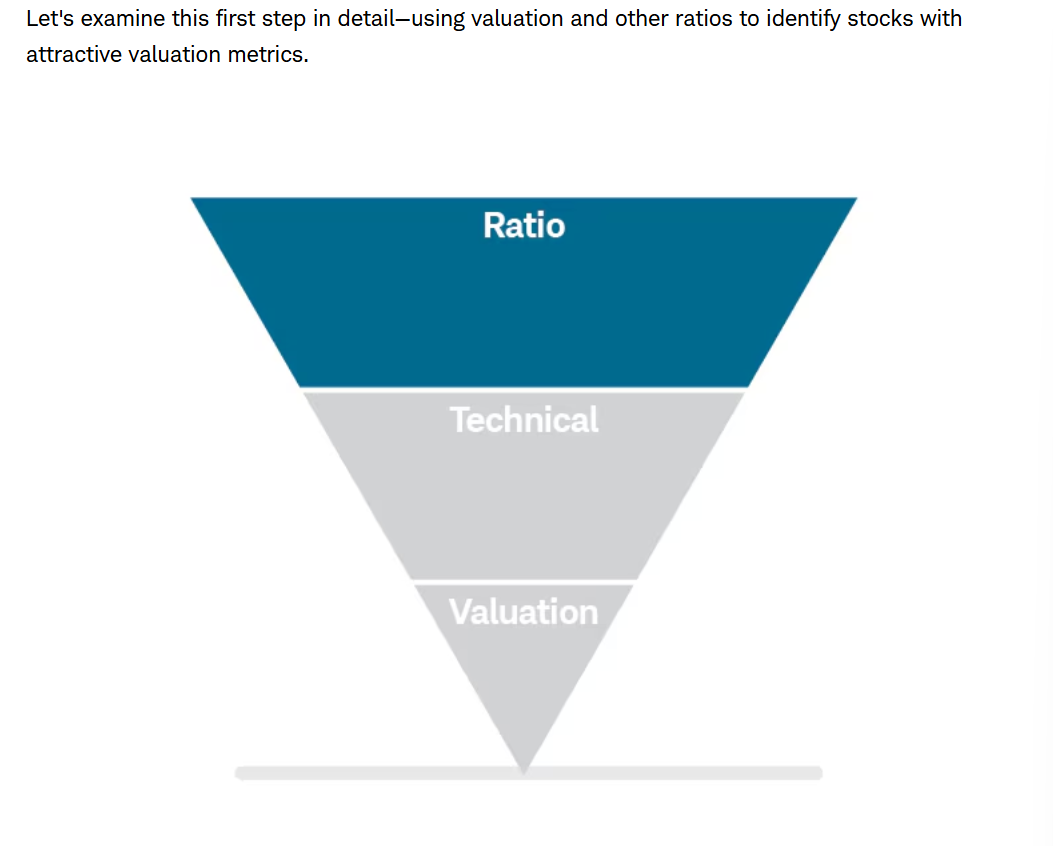 Let's examine this first step in detail—using valuation and other ratios to identify stocks with
attractive valuation metrics.
Ratio
Technical
Valuation